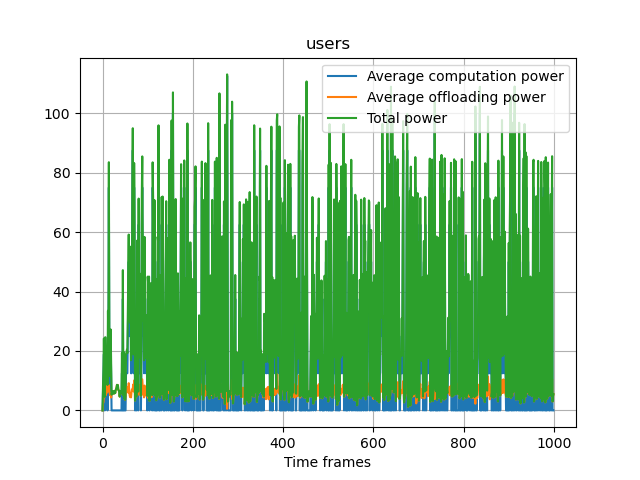 users
Average computation power
Average offloading power
Total power
100
80
60
40
20
0
0 200 400 600 800 1000
Time frames